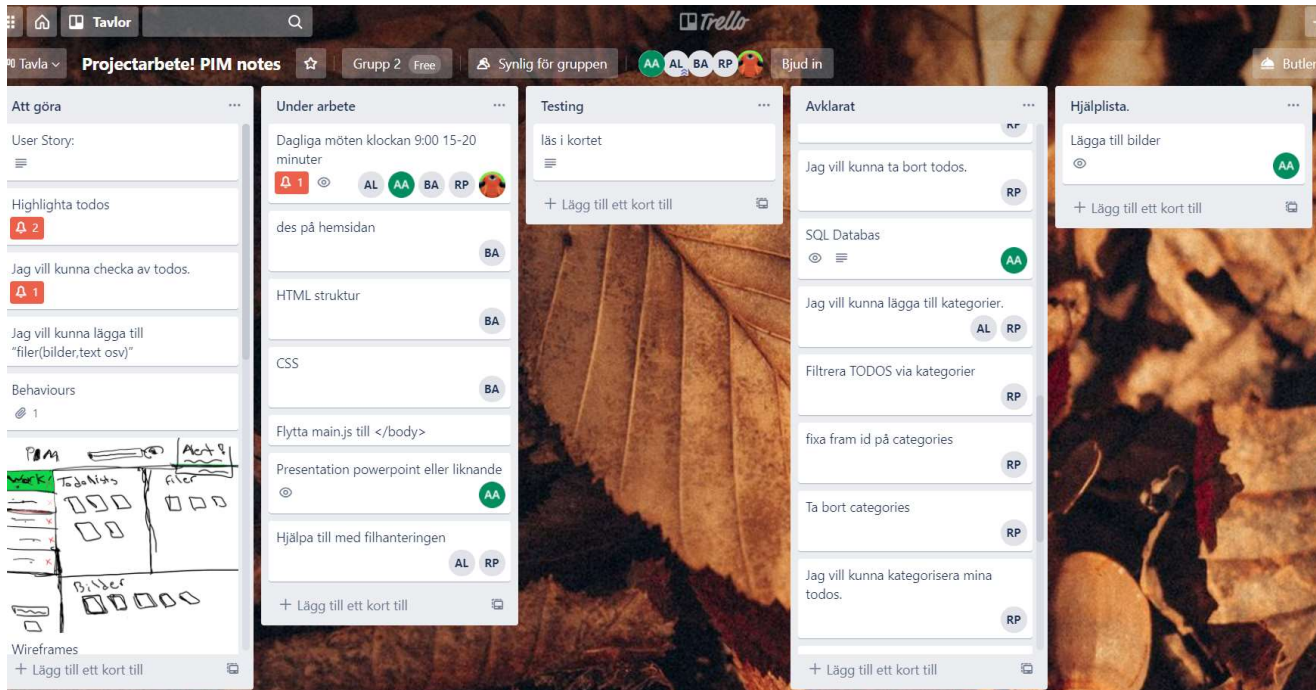 Tavlor
Trello
Tavla
Projectarbete! PIM notes
Grupp 2 Free
Synlig för gruppen
AA AL BA RP
Bjud in
Butler
Att göra
User Story:
Highlighta todos
2
Jag vill kunna checka av todos.
1
Jag vill kunna lägga till
“filer(bilder,text osv)”
Behaviours
1
PIM
Alert
Work!
TodoLists
Filer
Bilder
Wireframes
+ Lägg till ett kort till
Under arbete
Dagliga möten klockan 9:00 15-20
minuter
1
AL AA BA RP
des på hemsidan
BA
HTML struktur
BA
CSS
BA
Flytta main.js till </body>
Presentation powerpoint eller liknande
AA
Hjälpa till med filhanteringen
AL RP
+ Lägg till ett kort till
Testing
läs i kortet
+ Lägg till ett kort till
Avklarat
RP
Jag vill kunna ta bort todos.
RP
SQL Databas
AA
Jag vill kunna lägga till kategorier.
AL RP
Filtrera TODOS via kategorier
RP
fixa fram id på categories
RP
Ta bort categories
RP
Jag vill kunna kategorisera mina
todos.
RP
+ Lägg till ett kort till
Hjälplista.
Lägga till bilder
AA
+ Lägg till ett kort till